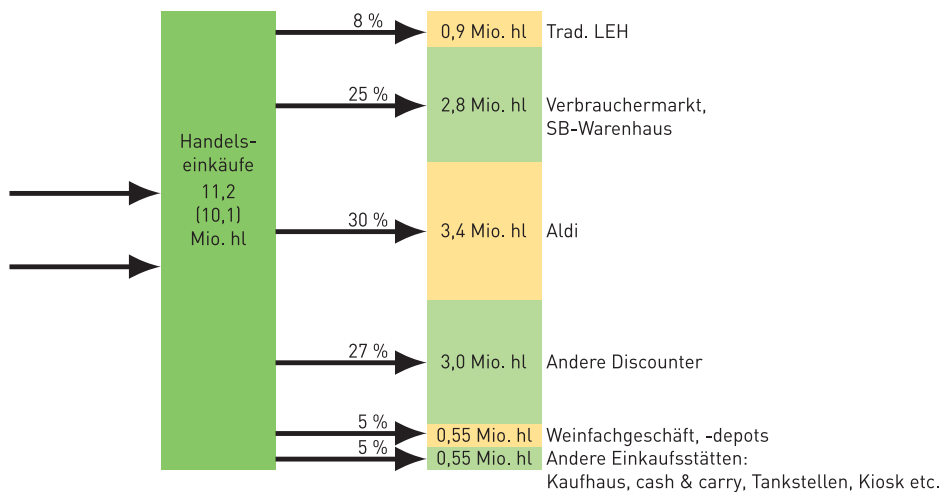 8 %
0,9 Mio. hl
Trad. LEH
25 %
2,8 Mio. hl
Verbrauchermarkt,
SB-Warenhaus
Handels-
einkäufe
11,2
(10,1)
Mio. hl
30 %
3,4 Mio. hl
Aldi
27 %
3,0 Mio. hl
Andere Discounter
5 %
0,55 Mio. hl
Weinfachgeschäft, -depots
5 %
0,55 Mio. hl
Andere Einkaufsstätten:
Kaufhaus, cash & carry, Tankstellen, Kiosk etc.